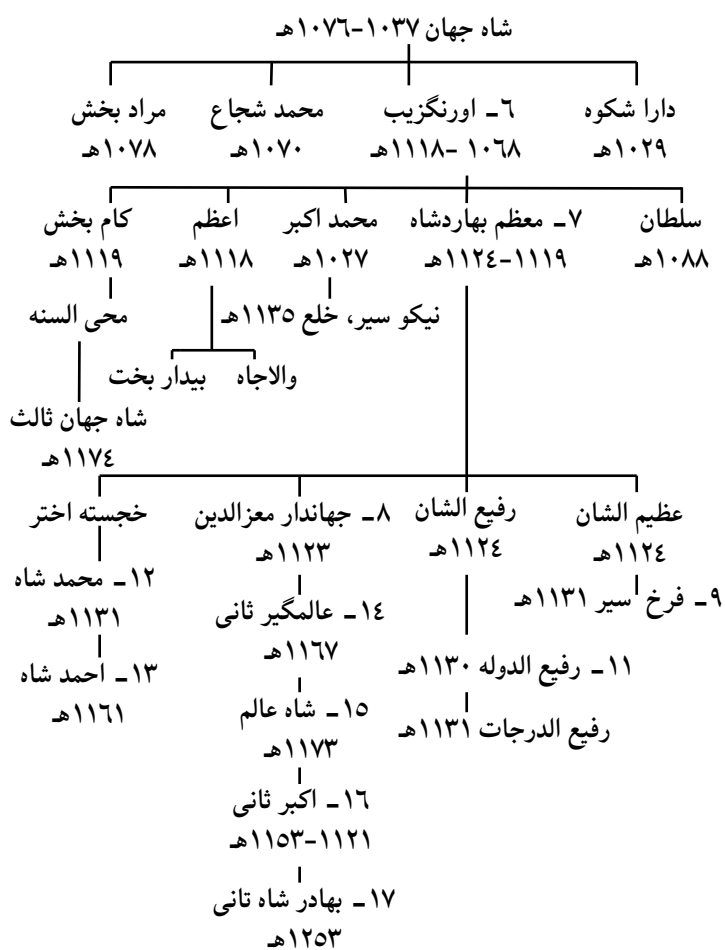 شاه جهان ١٠٣٧-١٠٧٦هـ
دارا شكوه
١٠٢٩هـ
٦ـ اورنگزیب
١٠٦٨ -١١١٨هـ
محمد شجاع
١٠٧٠هـ
مراد بخش
١٠٧٨هـ
سلطان
١٠٨٨هـ
٧ـ معظم بهاردشاه
١١١٩-١١٢٤هـ
محمد اكبر
١٠٢٧هـ
اعظم
١١١٨هـ
كام بخش
١١١٩هـ
نيكو سير، خلع ١١٣٥هـ
محى السنه
والاجاه
بيدار بخت
شاه جهان ثالث
١١٧٤هـ
عظيم الشان
١١٢٤هـ
رفيع الشان
١١٢٤هـ
٨ـ جهاندار معزالدين
١١٢٣هـ
خجسته اختر
٩ـ فرخ سير ١١٣١هـ
١٢ـ محمد شاه
١١٣١هـ
١٤ـ عالمگير ثانى
١١٦٧هـ
١١ـ رفيع الدوله ١١٣٠هـ
١٣ـ احمد شاه
١١٦١هـ
١٥ـ شاه عالم
١١٧٣هـ
رفيع الدرجات ١١٣١هـ
١٦ـ اكبر ثانى
١١٢١-١١٥٣هـ
١٧ـ بهادر شاه تانى
١٢٥٣هـ